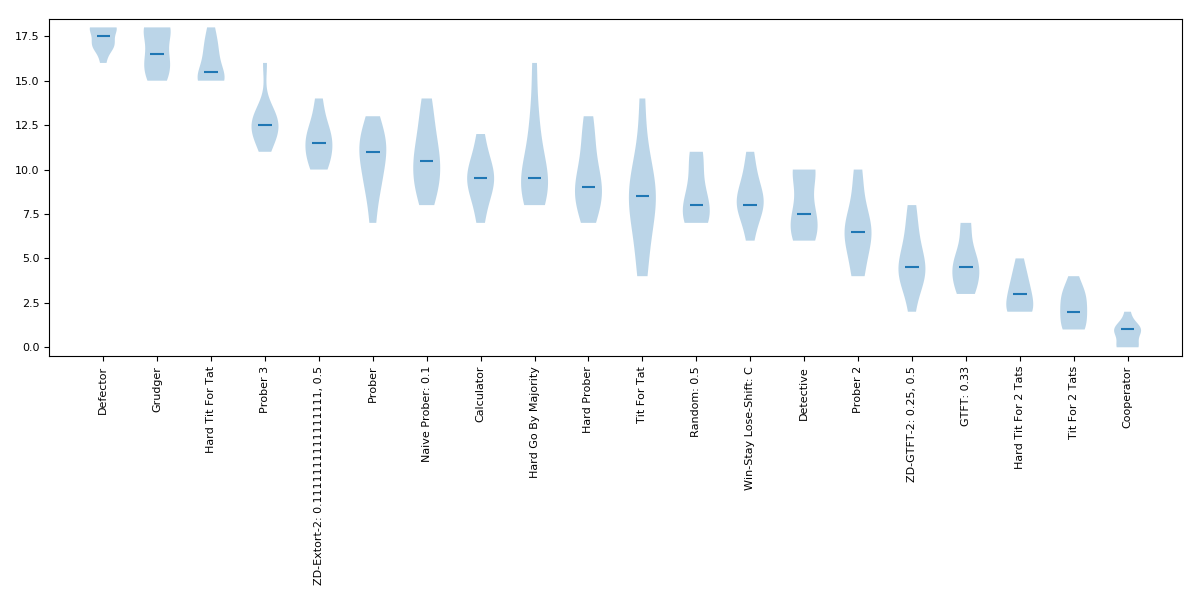 17.5
15.0
12.5
10.0
7.5
5.0
2.5
0.0
Defector
Grudger
Hard Tit For Tat
Prober 3
ZD-Extort-2: 0.1111111111111111, 0.5
Prober
Naive Prober: 0.1
Calculator
Hard Go By Majority
Hard Prober
Tit For Tat
Random: 0.5
Win-Stay Lose-Shift: C
Detective
Prober 2
ZD-GTFT-2: 0.25, 0.5
GTFT: 0.33
Hard Tit For 2 Tats
Tit For 2 Tats
Cooperator